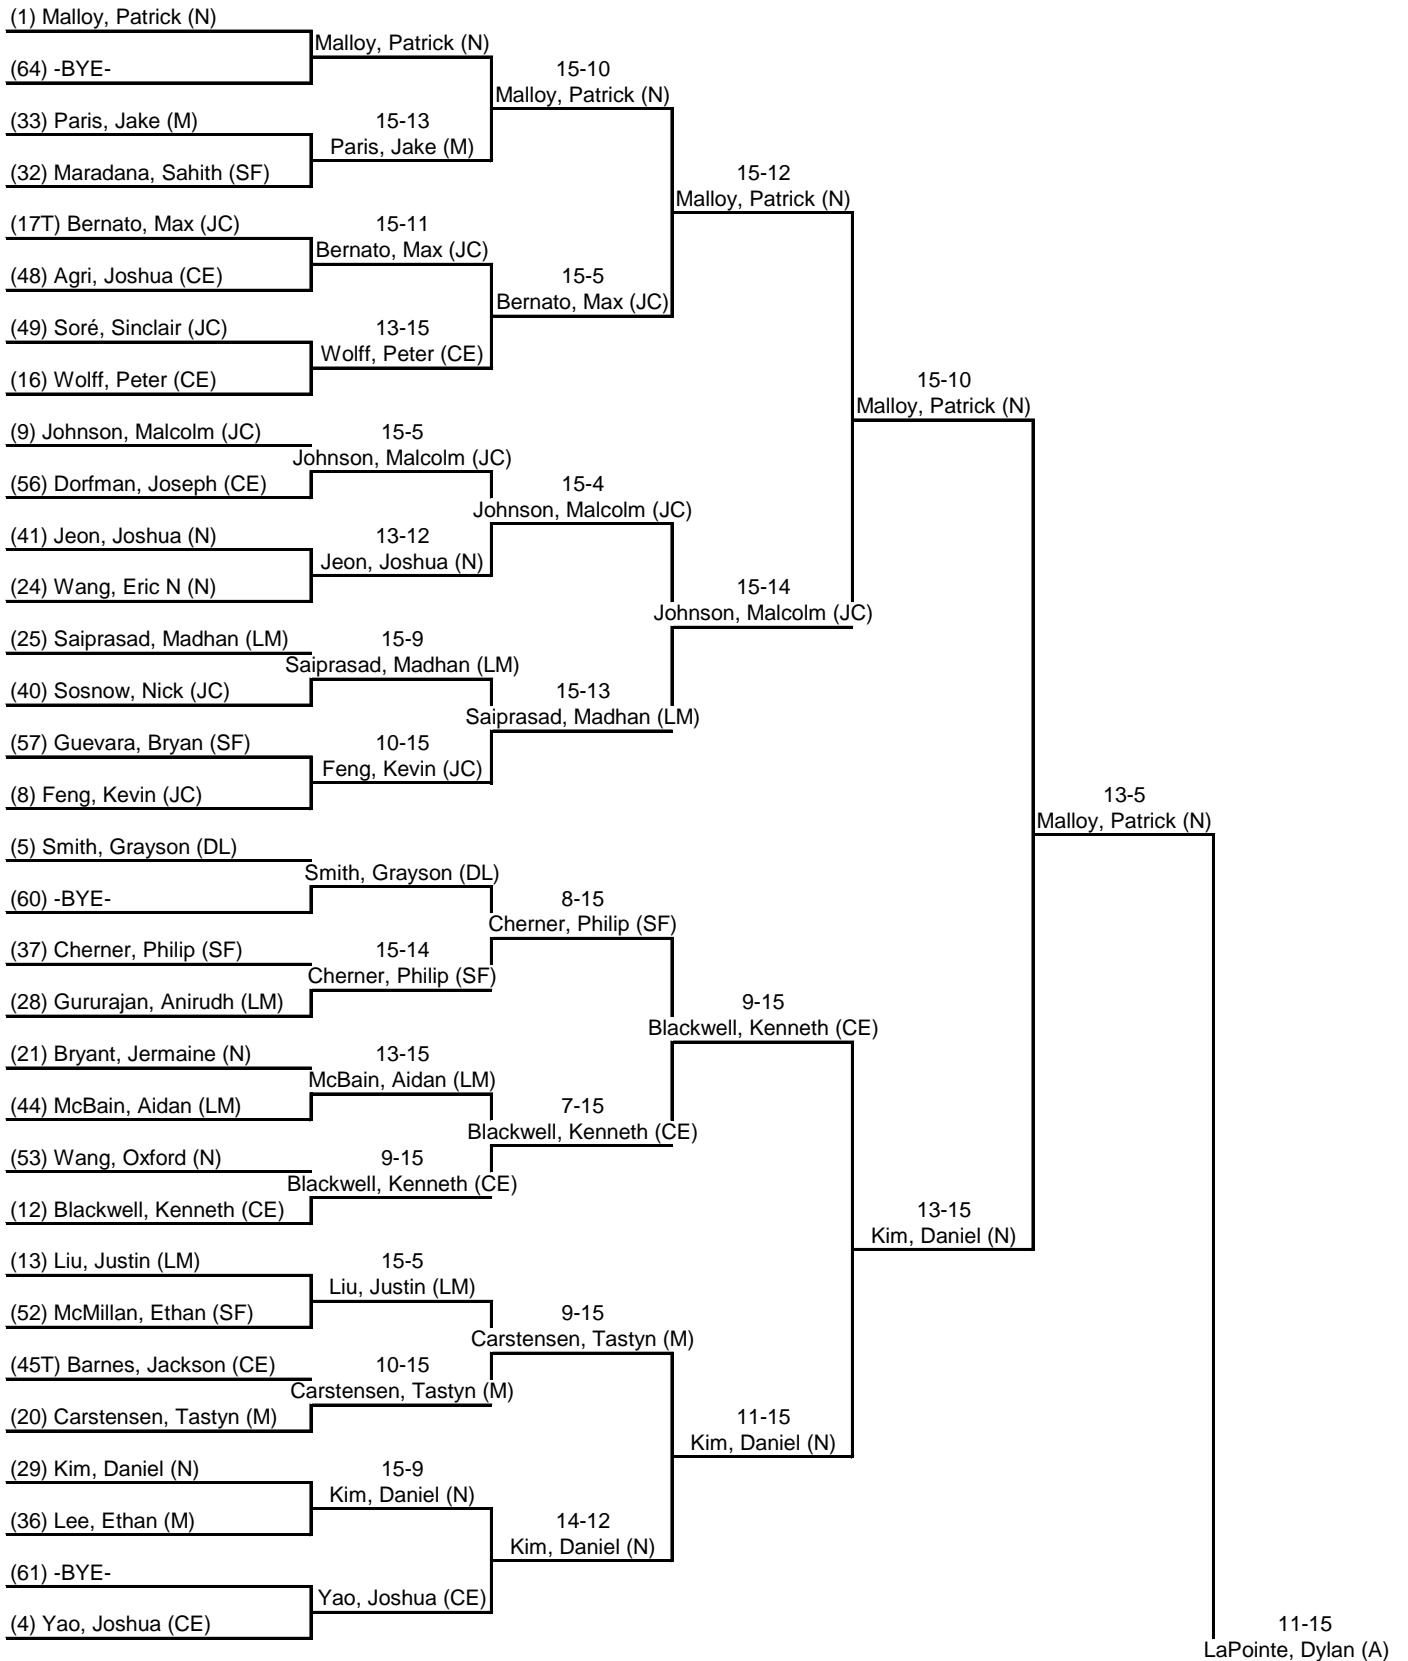 (1) Malloy, Patrick (N)
Malloy, Patrick (N)
(64) -BYE-
15-10
Malloy, Patrick (N)
(33) Paris, Jake (M)
15-13
Paris, Jake (M)
(32) Maradana, Sahith (SF)
15-12
Malloy, Patrick (N)
(17T) Bernato, Max (JC)
15-11
Bernato, Max (JC)
(48) Agri, Joshua (CE)
15-5
Bernato, Max (JC)
(49) Soré, Sinclair (JC)
13-15
Wolff, Peter (CE)
(16) Wolff, Peter (CE)
15-10
Malloy, Patrick (N)
(9) Johnson, Malcolm (JC)
15-5
Johnson, Malcolm (JC)
(56) Dorfman, Joseph (CE)
15-4
Johnson, Malcolm (JC)
(41) Jeon, Joshua (N)
13-12
Jeon, Joshua (N)
(24) Wang, Eric N (N)
15-14
Johnson, Malcolm (JC)
(25) Saiprasad, Madhan (LM)
15-9
Saiprasad, Madhan (LM)
(40) Sosnow, Nick (JC)
15-13
Saiprasad, Madhan (LM)
(57) Guevara, Bryan (SF)
10-15
Feng, Kevin (JC)
(8) Feng, Kevin (JC)
13-5
Malloy, Patrick (N)
(5) Smith, Grayson (DL)
Smith, Grayson (DL)
(60) -BYE-
8-15
Cherner, Philip (SF)
(37) Cherner, Philip (SF)
15-14
Cherner, Philip (SF)
(28) Gururajan, Anirudh (LM)
9-15
Blackwell, Kenneth (CE)
(21) Bryant, Jermaine (N)
13-15
McBain, Aidan (LM)
(44) McBain, Aidan (LM)
7-15
Blackwell, Kenneth (CE)
(53) Wang, Oxford (N)
9-15
Blackwell, Kenneth (CE)
(12) Blackwell, Kenneth (CE)
13-15
Kim, Daniel (N)
(13) Liu, Justin (LM)
15-5
Liu, Justin (LM)
(52) McMillan, Ethan (SF)
9-15
Carstensen, Tastyn (M)
(45T) Barnes, Jackson (CE)
10-15
Carstensen, Tastyn (M)
(20) Carstensen, Tastyn (M)
11-15
Kim, Daniel (N)
(29) Kim, Daniel (N)
15-9
Kim, Daniel (N)
(36) Lee, Ethan (M)
14-12
Kim, Daniel (N)
(61) -BYE-
Yao, Joshua (CE)
(4) Yao, Joshua (CE)
11-15
LaPointe, Dylan (A)